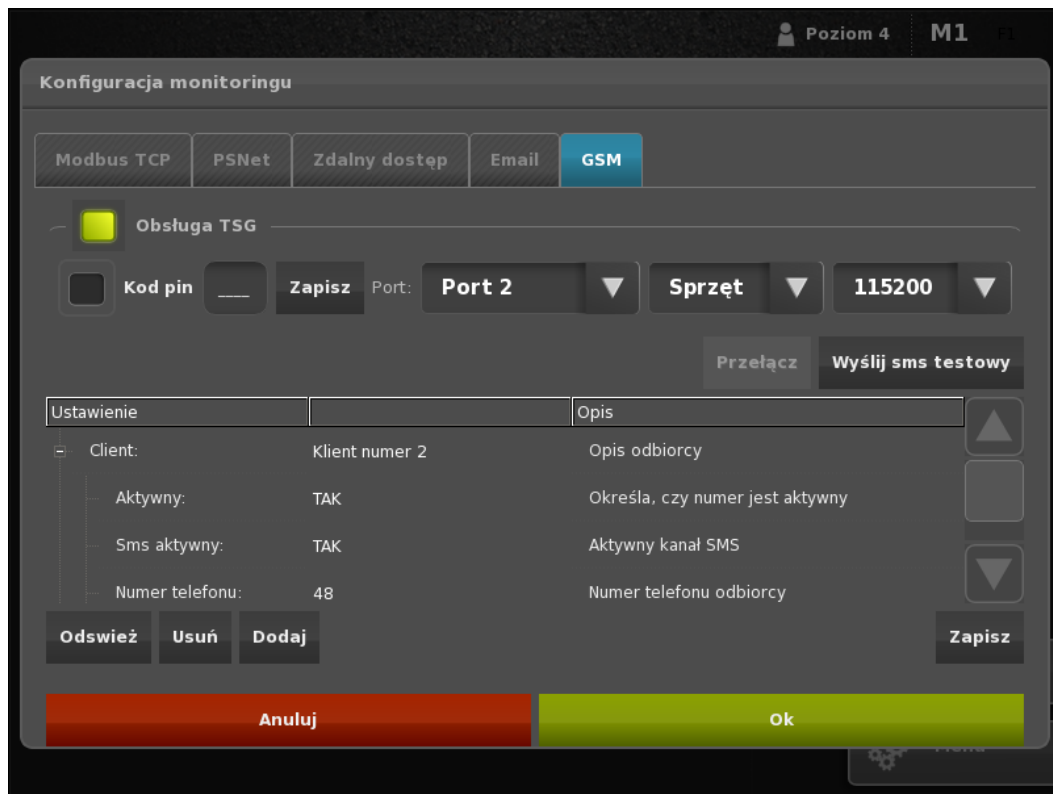 Poziom 4 M1 F1
Konfiguracja monitoringu
Modbus TCP PSNet Zdalny dostęp Email GSM
Obsługa TSG
Kod pin ____ Zapisz Port: Port 2 Sprzęt 115200
Przełącz Wyślij sms testowy
Ustawienie Opis
Client: Klient numer 2 Opis odbiorcy
Aktywny: TAK Określa, czy numer jest aktywny
Sms aktywny: TAK Aktywny kanał SMS
Numer telefonu: 48 Numer telefonu odbiorcy
Odswież Usuń Dodaj Zapisz
Anuluj Ok
Menu